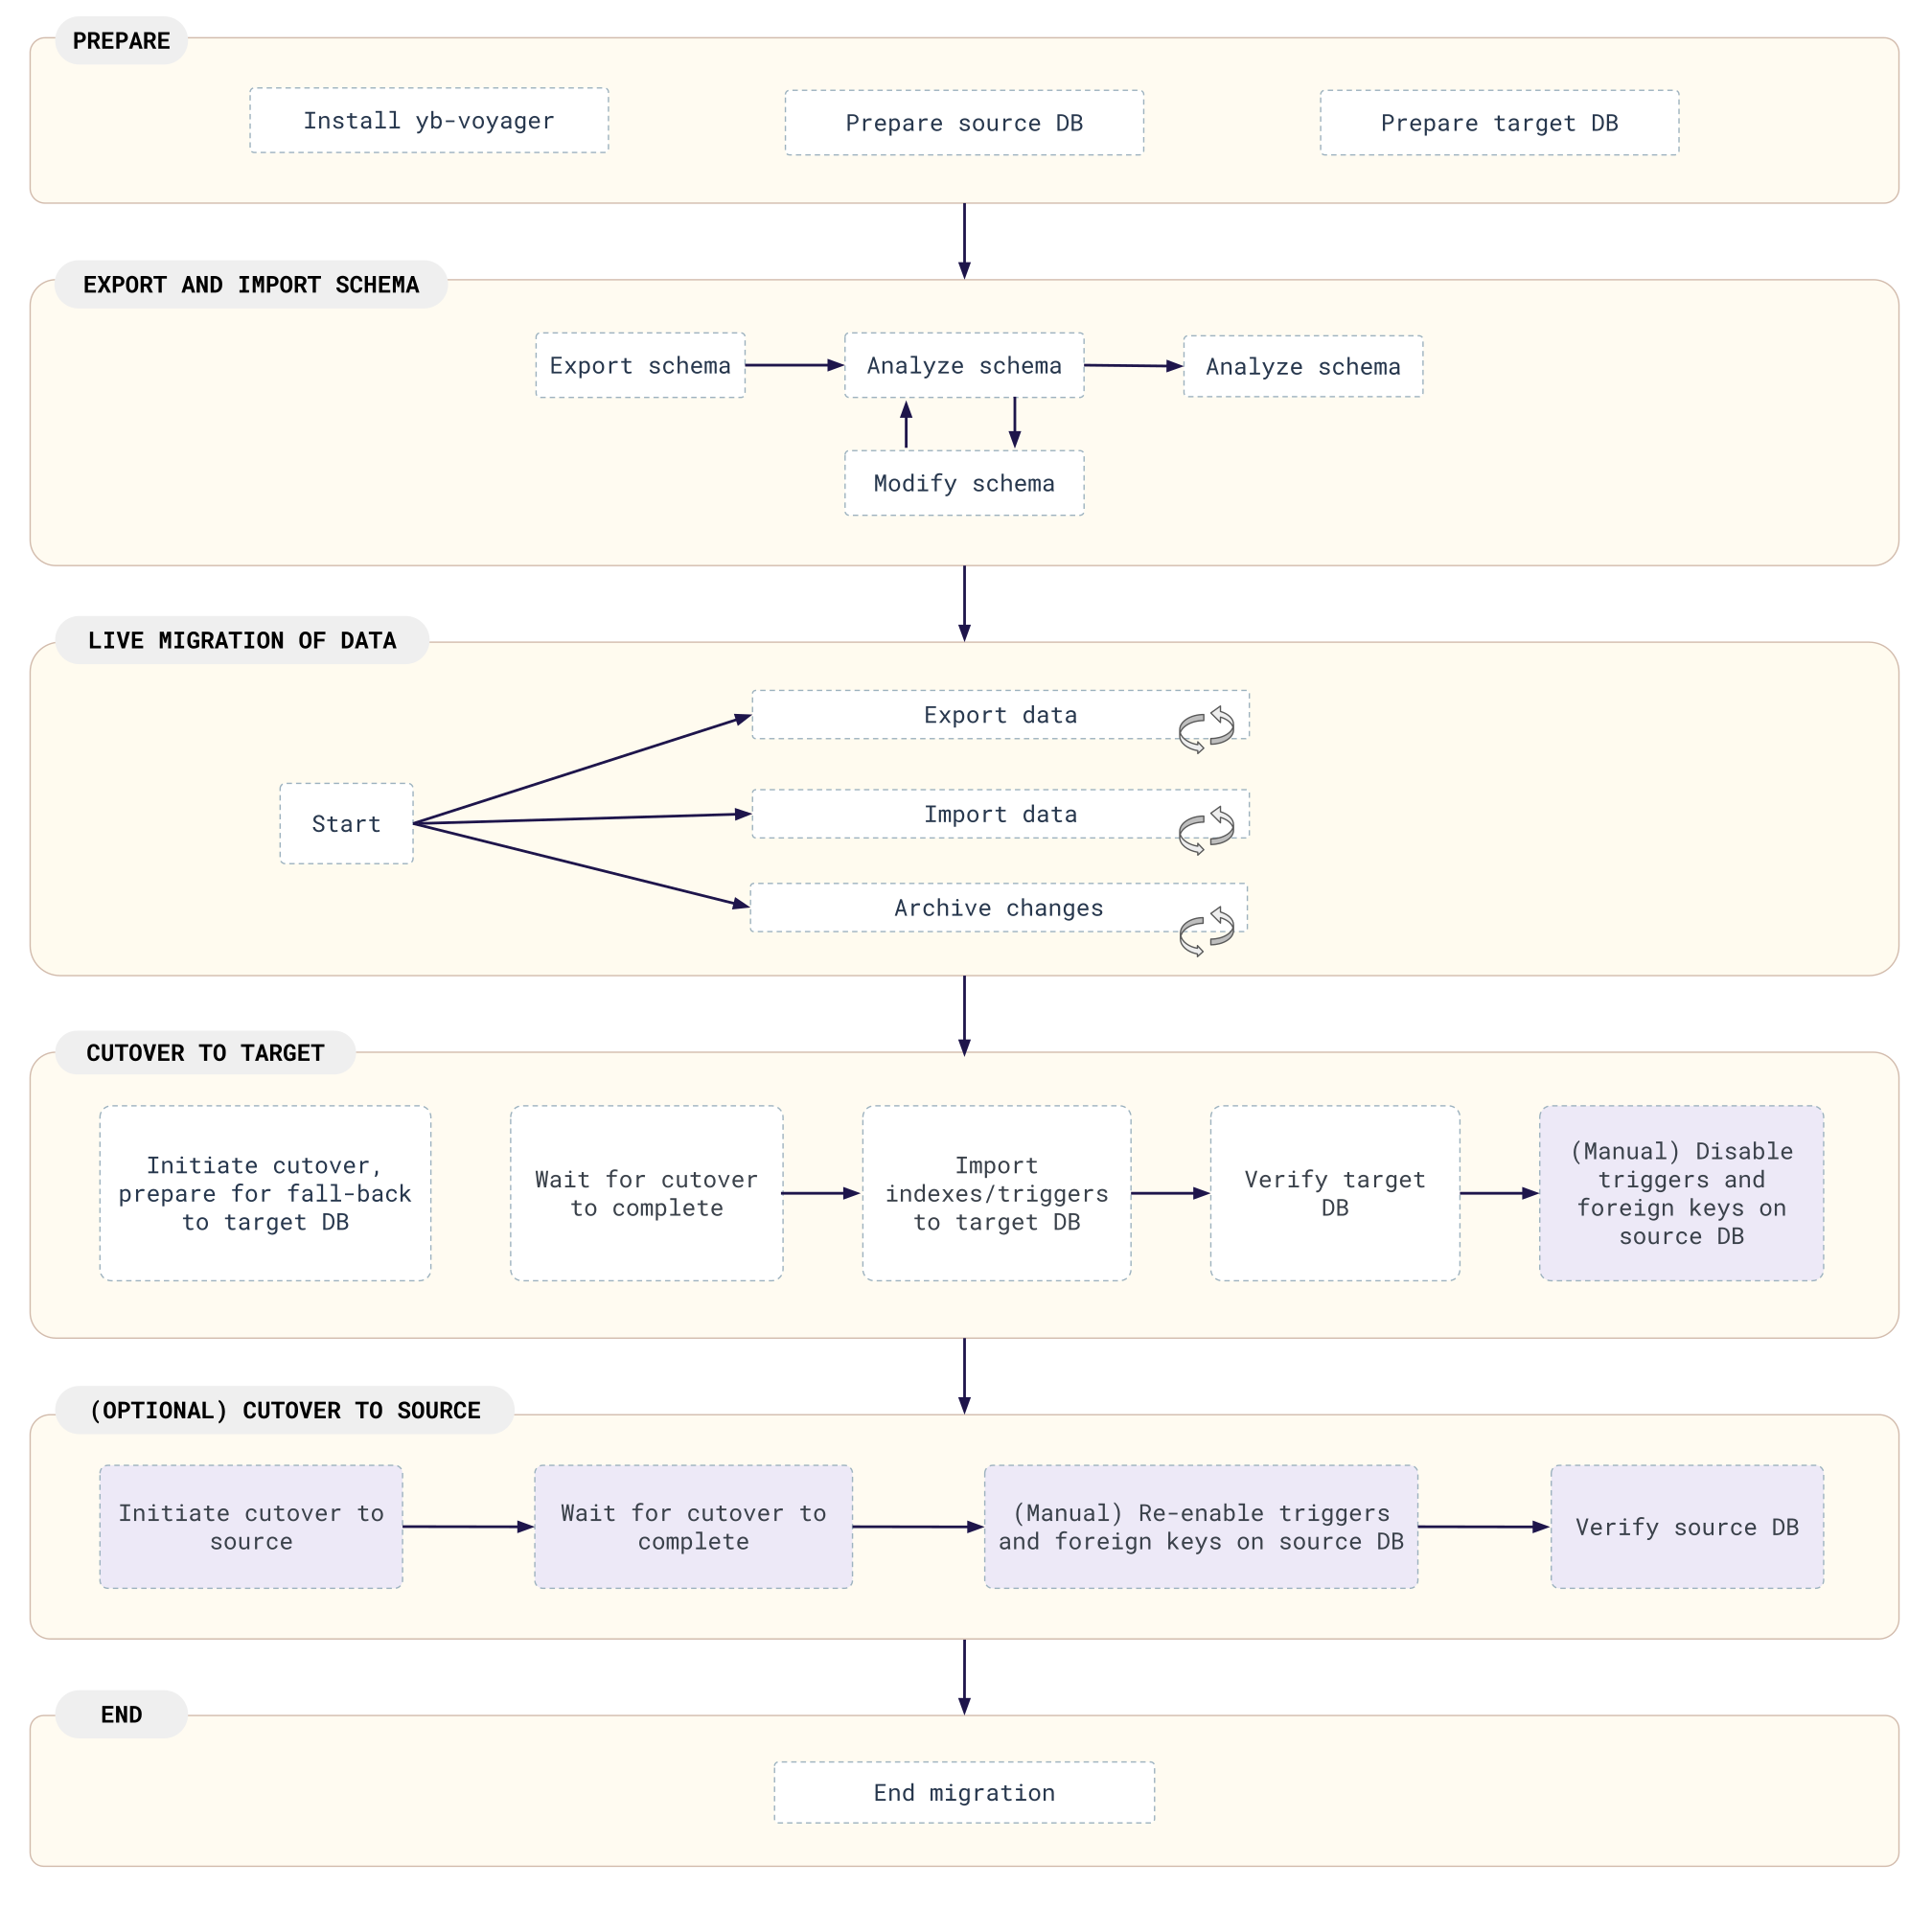 PREPARE
Install yb-voyager
Prepare source DB
Prepare target DB
EXPORT AND IMPORT SCHEMA
Export schema
Analyze schema
Analyze schema
Modify schema
LIVE MIGRATION OF DATA
Export data
Import data
Start
Archive changes
CUTOVER TO TARGET
Initiate cutover,
prepare for fall-back
to target DB
Wait for cutover
to complete
Import
indexes/triggers
to target DB
Verify target
DB
(Manual) Disable
triggers and
foreign keys on
source DB
(OPTIONAL) CUTOVER TO SOURCE
Initiate cutover to
source
Wait for cutover to
complete
(Manual) Re-enable triggers
and foreign keys on source DB
Verify source DB
END
End migration